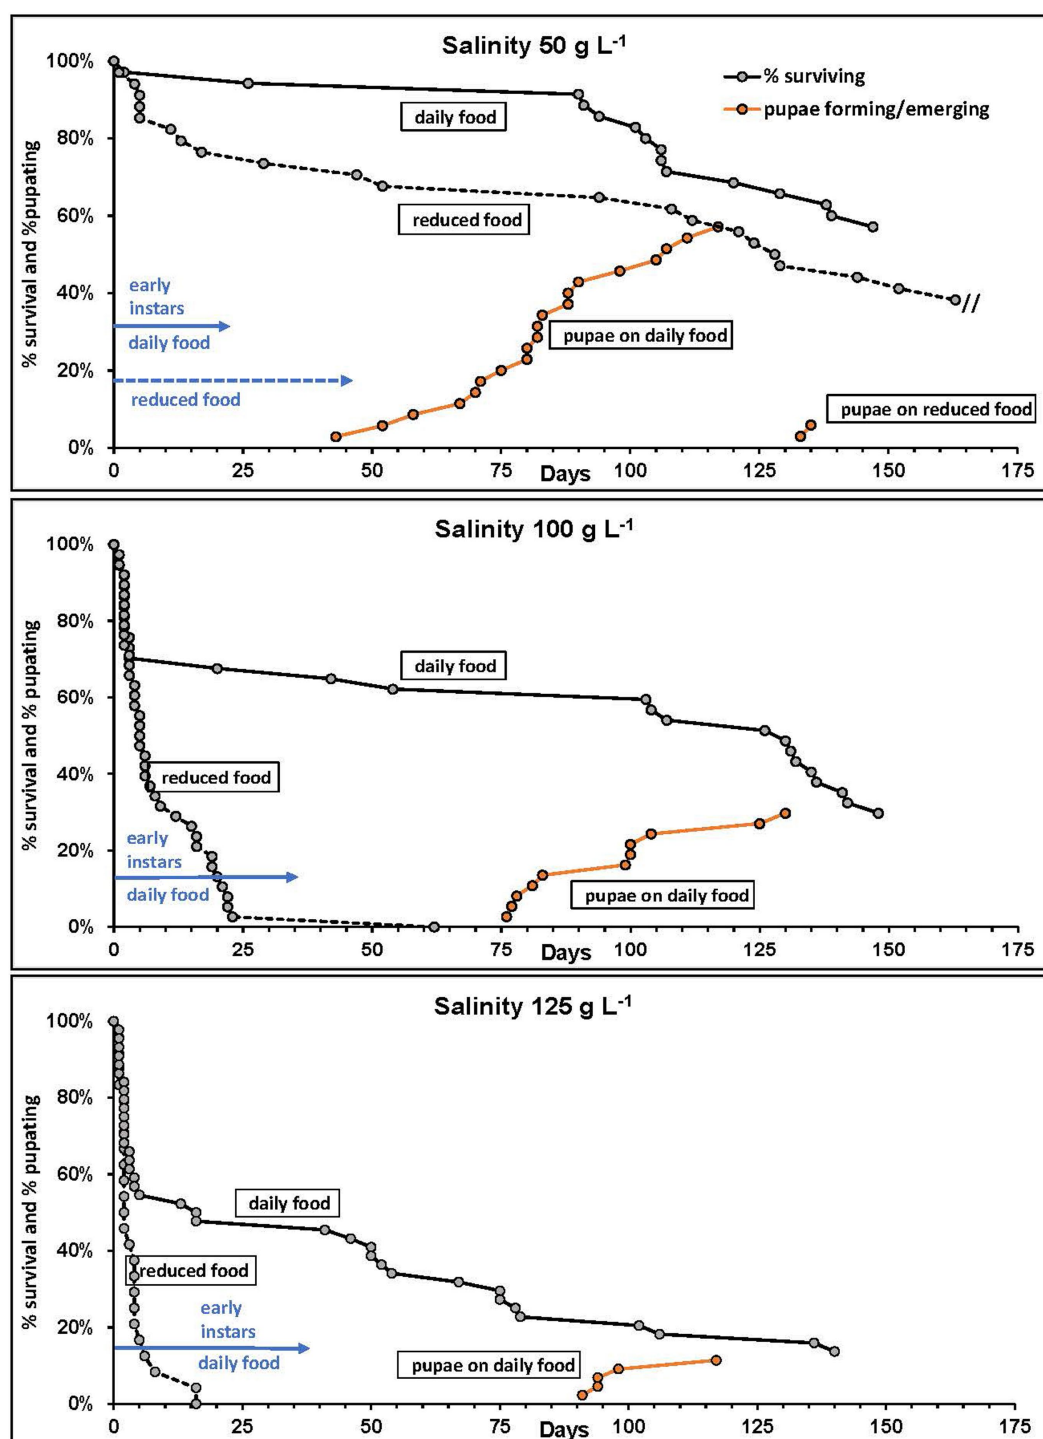 Salinity 50 g L-1
100%
80%
60%
40%
20%
0%
% survival and %pupating
% surviving
pupae forming/emerging
daily food
reduced food
early
instars
daily food
reduced food
pupae on daily food
//
pupae on reduced food
0 25 50 75 100 125 150 175
Days
Salinity 100 g L-1
100%
80%
60%
40%
20%
0%
% survival and % pupating
daily food
reduced food
early
instars
daily food
pupae on daily food
0 25 50 75 100 125 150 175
Days
Salinity 125 g L-1
100%
80%
60%
40%
20%
0%
% survival and % pupating
daily food
reduced food
early
instars
daily food
pupae on daily food
0 25 50 75 100 125 150 175
Days